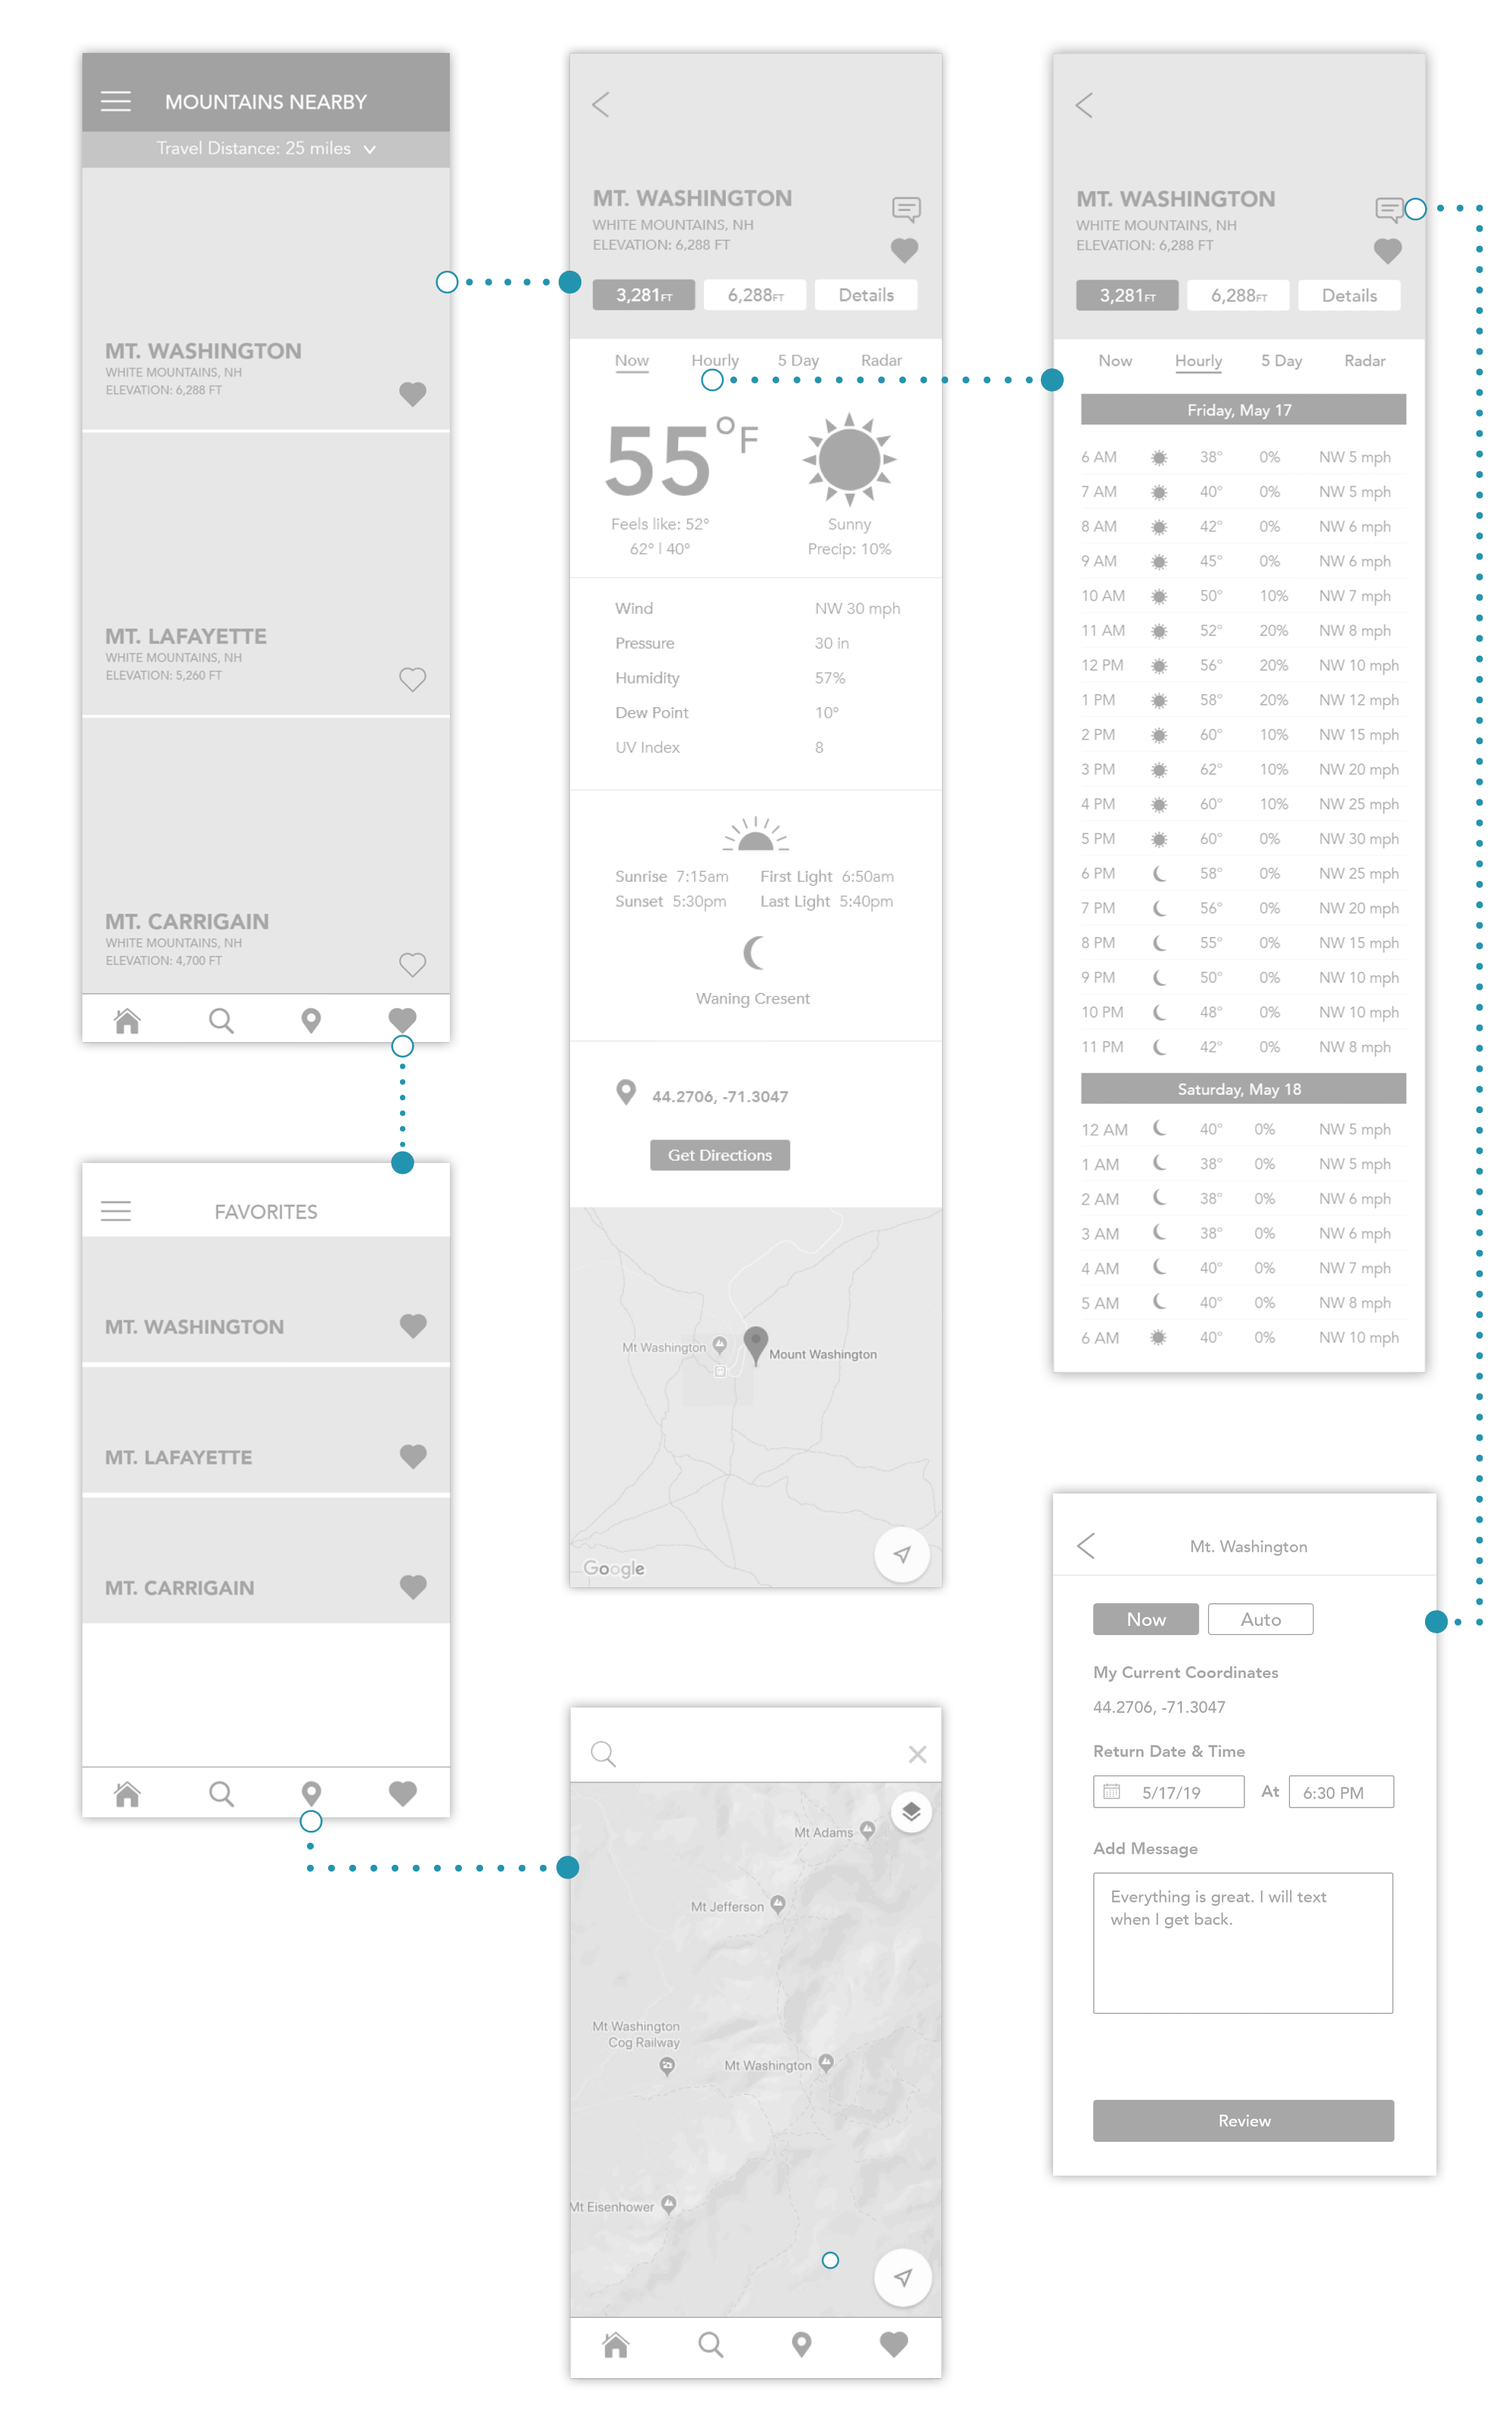 MOUNTAINS NEARBY
Travel Distance: 25 miles
MT. WASHINGTON
WHITE MOUNTAINS, NH
ELEVATION: 6,288 FT
MT. LAFAYETTE
WHITE MOUNTAINS, NH
ELEVATION: 5,260 FT
MT. CARRIGAIN
WHITE MOUNTAINS, NH
ELEVATION: 4,700 FT
FAVORITES
MT. WASHINGTON
MT. LAFAYETTE
MT. CARRIGAIN
MT. WASHINGTON
WHITE MOUNTAINS, NH
ELEVATION: 6,288 FT
3,281FT 6,288FT Details
Now Hourly 5 Day Radar
55°F
Feels like: 52° Sunny
62° | 40° Precip: 10%
Wind NW 30 mph
Pressure 30 in
Humidity 57%
Dew Point 10°
UV Index 8
Sunrise 7:15am First Light 6:50am
Sunset 5:30pm Last Light 5:40pm
Waning Cresent
44.2706, -71.3047
Get Directions
Mt Washington
Mount Washington
Google
Mt Adams
Mt Jefferson
Mt Washington
Cog Railway
Mt Washington
Mt Eisenhower
MT. WASHINGTON
WHITE MOUNTAINS, NH
ELEVATION: 6,288 FT
3,281FT 6,288FT Details
Now Hourly 5 Day Radar
Friday, May 17
6 AM 38° 0% NW 5 mph
7 AM 40° 0% NW 5 mph
8 AM 42° 0% NW 6 mph
9 AM 45° 0% NW 6 mph
10 AM 50° 10% NW 7 mph
11 AM 52° 20% NW 8 mph
12 PM 56° 20% NW 10 mph
1 PM 58° 20% NW 12 mph
2 PM 60° 10% NW 15 mph
3 PM 62° 10% NW 20 mph
4 PM 60° 10% NW 25 mph
5 PM 60° 0% NW 30 mph
6 PM 58° 0% NW 25 mph
7 PM 56° 0% NW 20 mph
8 PM 55° 0% NW 15 mph
9 PM 50° 0% NW 10 mph
10 PM 48° 0% NW 10 mph
11 PM 42° 0% NW 8 mph
Saturday, May 18
12 AM 40° 0% NW 5 mph
1 AM 38° 0% NW 5 mph
2 AM 38° 0% NW 6 mph
3 AM 38° 0% NW 6 mph
4 AM 40° 0% NW 7 mph
5 AM 40° 0% NW 8 mph
6 AM 40° 0% NW 10 mph
Mt. Washington
Now Auto
My Current Coordinates
44.2706, -71.3047
Return Date & Time
5/17/19 At 6:30 PM
Add Message
Everything is great. I will text
when I get back.
Review